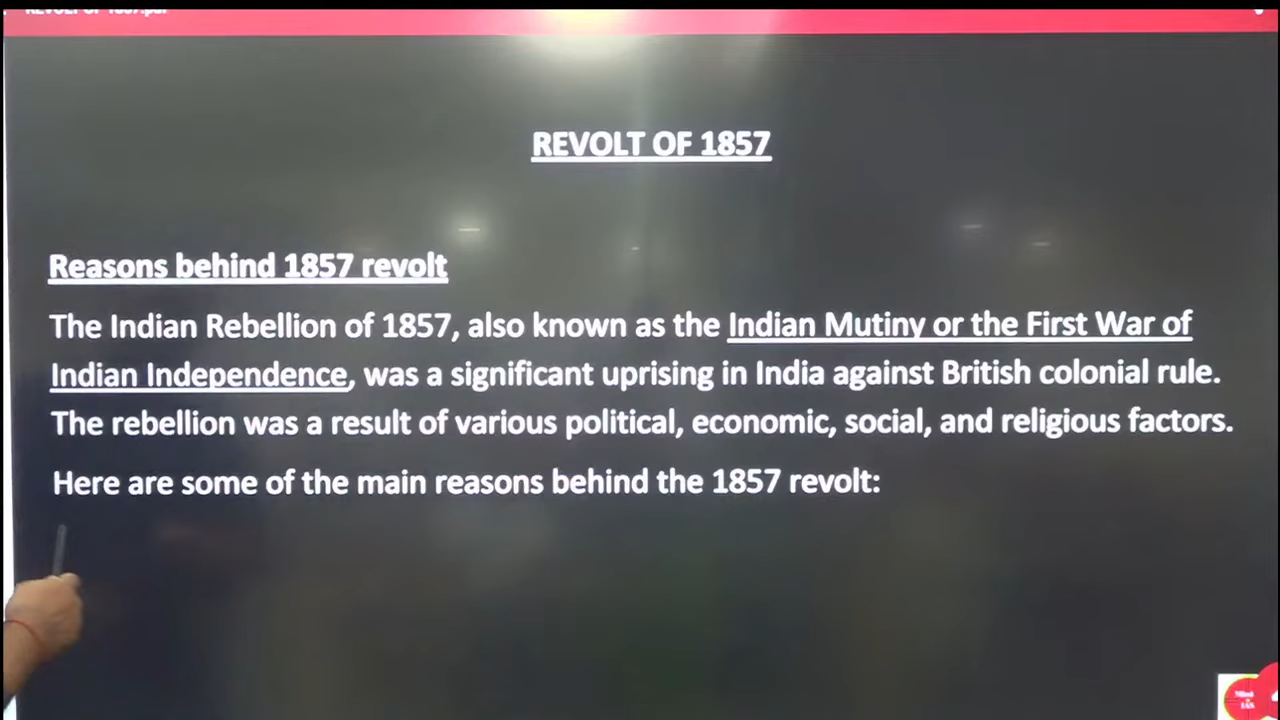 REVOLT OF 1857
Reasons behind 1857 revolt
The Indian Rebellion of 1857, also known as the Indian Mutiny or the First War of
Indian Independence, was a significant uprising in India against British colonial rule.
The rebellion was a result of various political, economic, social, and religious factors.
Here are some of the main reasons behind the 1857 revolt: